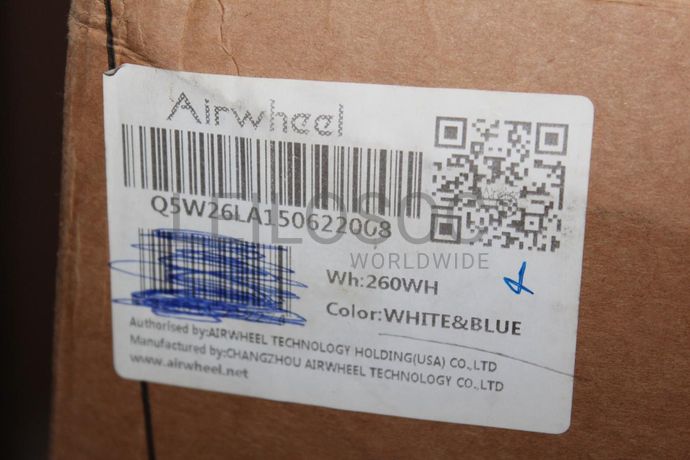 Airwheel
Q5W26LA150622008
WORLDWIDE
Wh:260WH
Color:WHITE&BLUE
Authorised by:AIRWHEEL TECHNOLOGY HOLDING(USA) CO.,LTD
Manufactured by:CHANGZHOU AIRWHEEL TECHNOLOGY CO.,LTD
www.airwheel.net